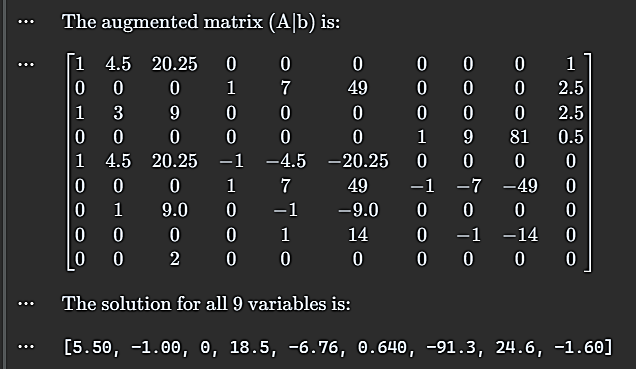 ... The augmented matrix (A|b) is:
...
1 4.5 20.25 0 0 0 0 0 0 1
0 0 0 1 7 49 0 0 0 2.5
1 3 9 0 0 0 0 0 0 2.5
0 0 0 0 0 0 1 9 81 0.5
1 4.5 20.25 −1 −4.5 −20.25 0 0 0 0
0 0 0 1 7 49 −1 −7 −49 0
0 1 9.0 0 −1 −9.0 0 0 0 0
0 0 0 0 1 14 0 −1 −14 0
0 0 2 0 0 0 0 0 0 0
... The solution for all 9 variables is:
... [5.50, −1.00, 0, 18.5, −6.76, 0.640, −91.3, 24.6, −1.60]